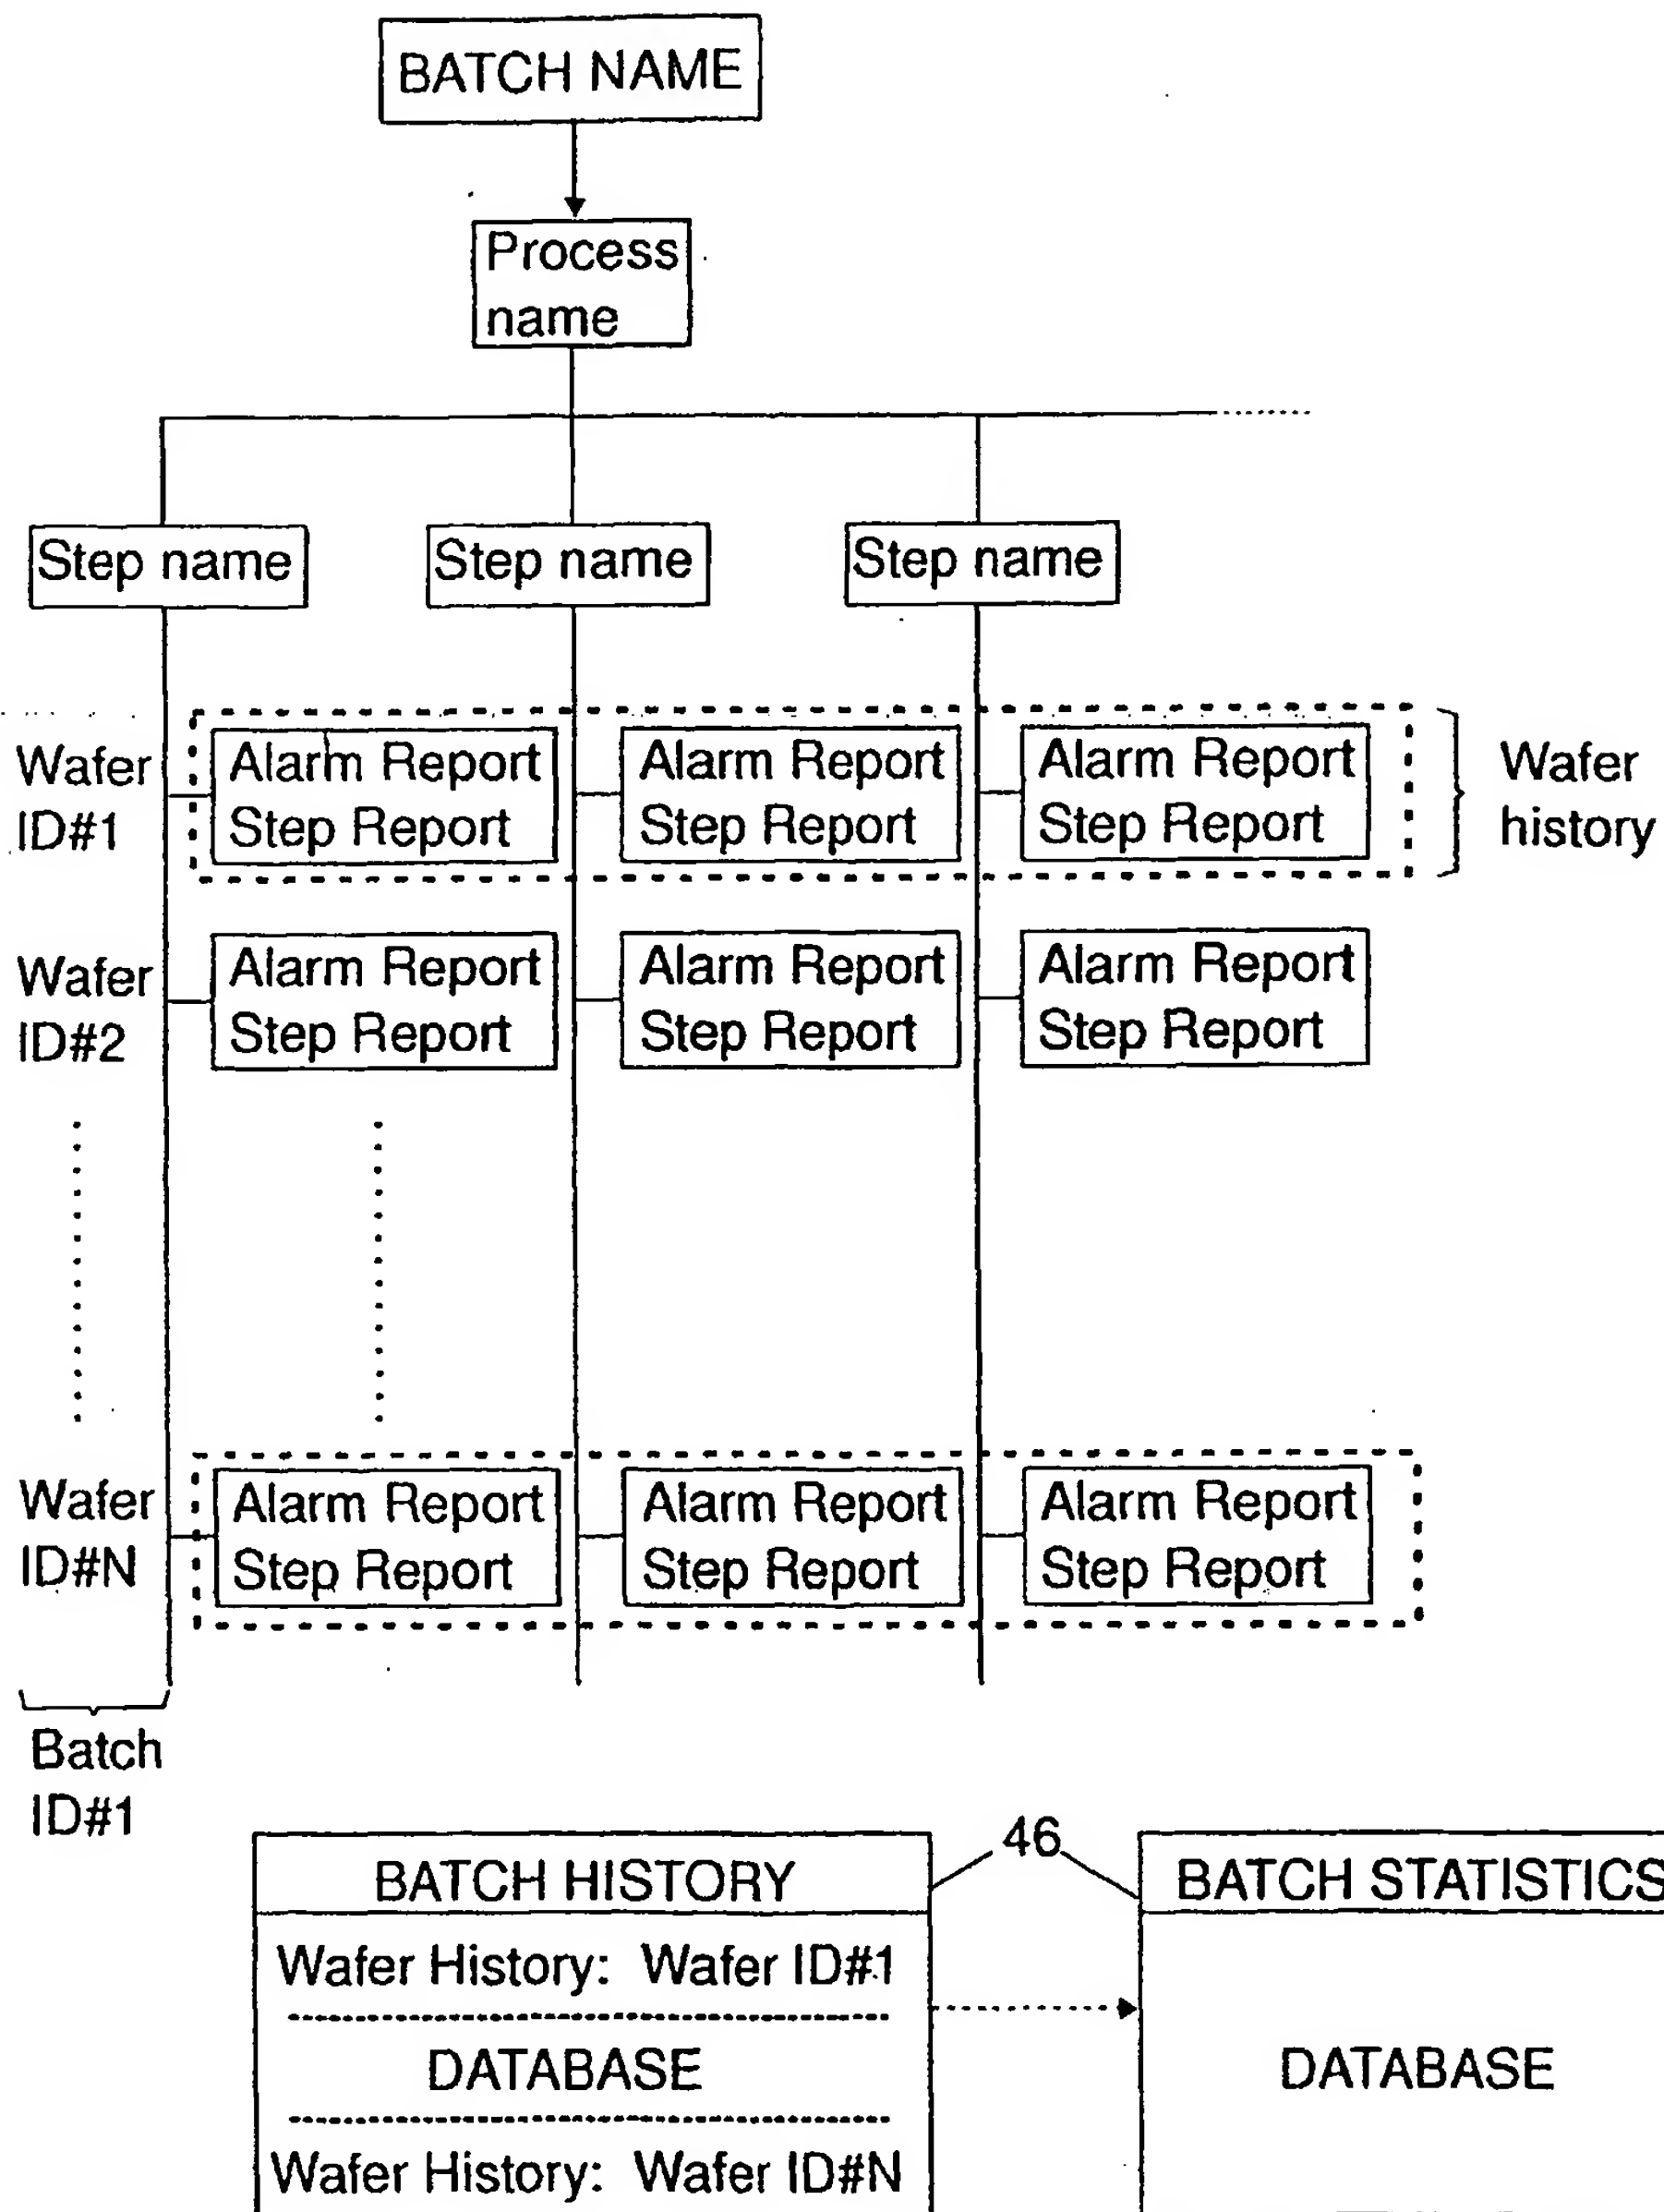 BATCH NAME
Process
name
Step name
Step name
Step name
Wafer
ID#1
Alarm Report
Step Report
Alarm Report
Step Report
Alarm Report
Step Report
Wafer
history
Wafer
ID#2
Alarm Report
Step Report
Alarm Report
Step Report
Alarm Report
Step Report
Wafer
ID#N
Alarm Report
Step Report
Alarm Report
Step Report
Alarm Report
Step Report
Batch
ID#1
46
BATCH HISTORY
Wafer History: Wafer ID#1
DATABASE
Wafer History: Wafer ID#N
BATCH STATISTICS
DATABASE